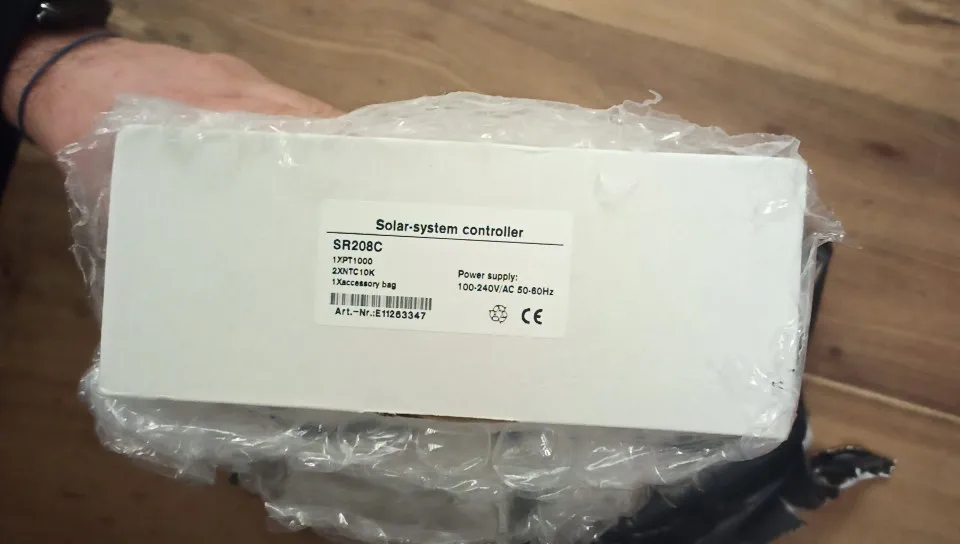 Solar-system controller
SR208C
1XPT1000
2XNTC10K
1Xaccessory bag
Power supply:
100-240V/AC 50-60Hz
Art.-Nr.:E11263347
CE